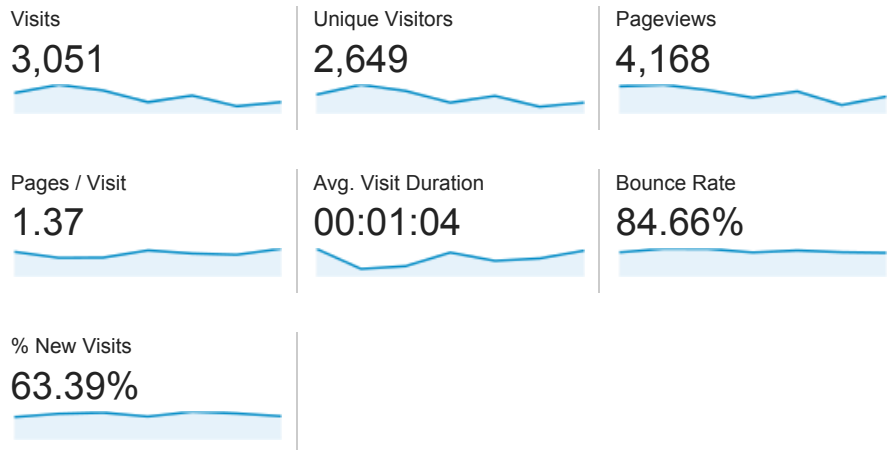 Visits
3,051
Unique Visitors
2,649
Pageviews
4,168
Pages / Visit
1.37
Avg. Visit Duration
00:01:04
Bounce Rate
84.66%
% New Visits
63.39%